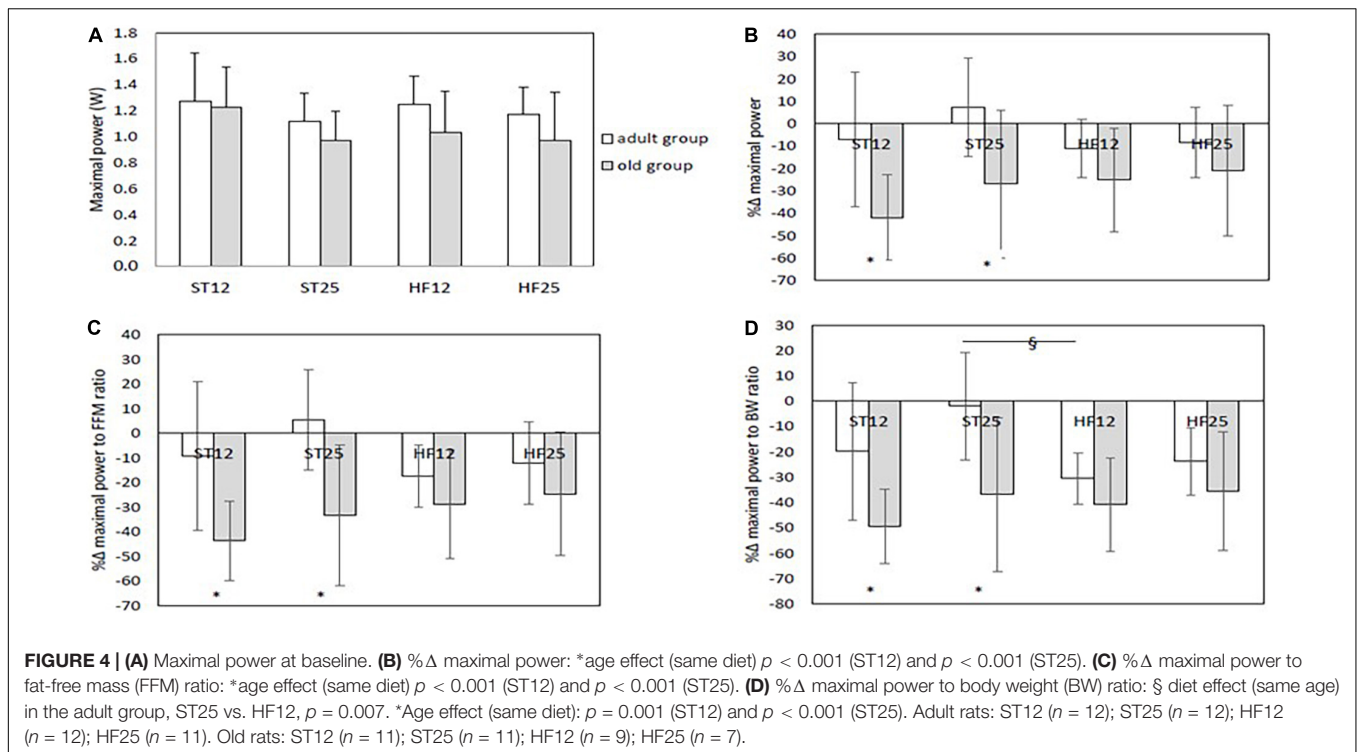 A
1.8
1.6
1.4
1.2
1.0
0.8
0.6
0.4
0.2
0.0
Maximal power (W)
ST12 ST25 HF12 HF25
adult group
old group
B
40
30
20
10
0
-10
-20
-30
-40
-50
-60
-70
%Δ maximal power
ST12 ST25 HF12 HF25
* *
C
40
30
20
10
0
-10
-20
-30
-40
-50
-60
-70
%Δ maximal power to FFM ratio
ST12 ST25 HF12 HF25
* *
D
30
20
10
0
-10
-20
-30
-40
-50
-60
-70
-80
%Δ maximal power to BW ratio
§
ST12 ST25 HF12 HF25
* *
FIGURE 4 | (A) Maximal power at baseline. (B) %Δ maximal power: *age effect (same diet) p < 0.001 (ST12) and p < 0.001 (ST25). (C) %Δ maximal power to
fat-free mass (FFM) ratio: *age effect (same diet) p < 0.001 (ST12) and p < 0.001 (ST25). (D) %Δ maximal power to body weight (BW) ratio: § diet effect (same age)
in the adult group, ST25 vs. HF12, p = 0.007. *Age effect (same diet): p = 0.001 (ST12) and p < 0.001 (ST25). Adult rats: ST12 (n = 12); ST25 (n = 12); HF12
(n = 12); HF25 (n = 11). Old rats: ST12 (n = 11); ST25 (n = 11); HF12 (n = 9); HF25 (n = 7).